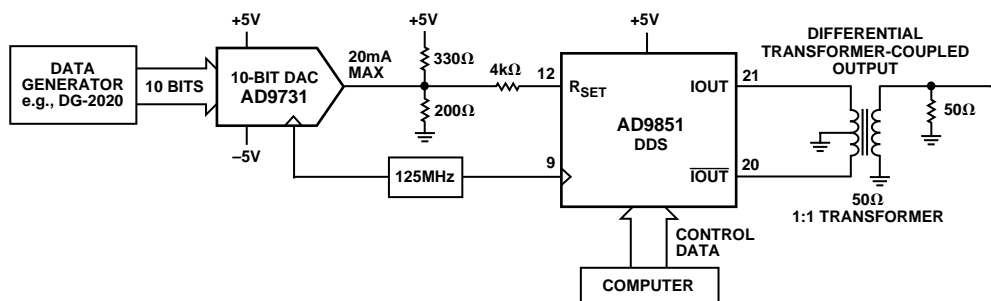 DATA
GENERATOR
e.g., DG-2020
10 BITS
+5V
10-BIT DAC
AD9731
–5V
20mA
MAX
+5V
330Ω
200Ω
4kΩ
125MHz
+5V
12
RSET
9
AD9851
DDS
IOUT
21
IOUT
20
CONTROL
DATA
COMPUTER
DIFFERENTIAL
TRANSFORMER-COUPLED
OUTPUT
50Ω
50Ω
1:1 TRANSFORMER